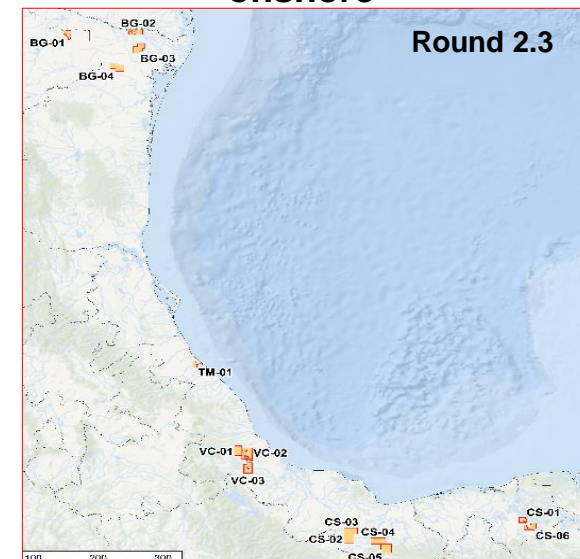 onshore
Round 2.3
BG-02
BG-01
BG-03
BG-04
TM-01
VC-01
VC-02
VC-03
CS-01
CS-03
CS-04
CS-06
CS-02
CS-05
100 200 300